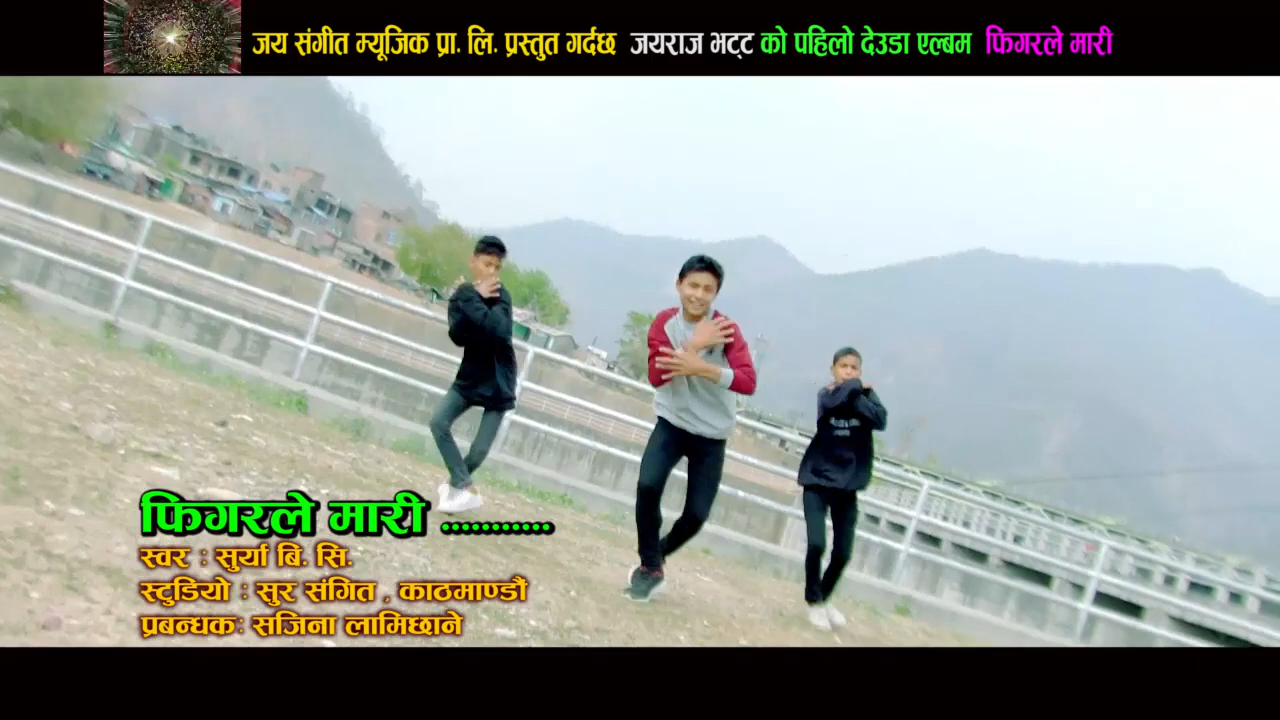 जय संगीत म्यूजिक प्रा. लि. प्रस्तुत गर्दछ जयराज भट्ट को पहिलो देउडा एल्बम फिगरले मारी
फिगरले मारी ...........
स्वर : सुर्या बि. सि.
स्टुडियो : सुर संगित , काठमाण्डौं
प्रबन्धक: सजिना लामिछाने